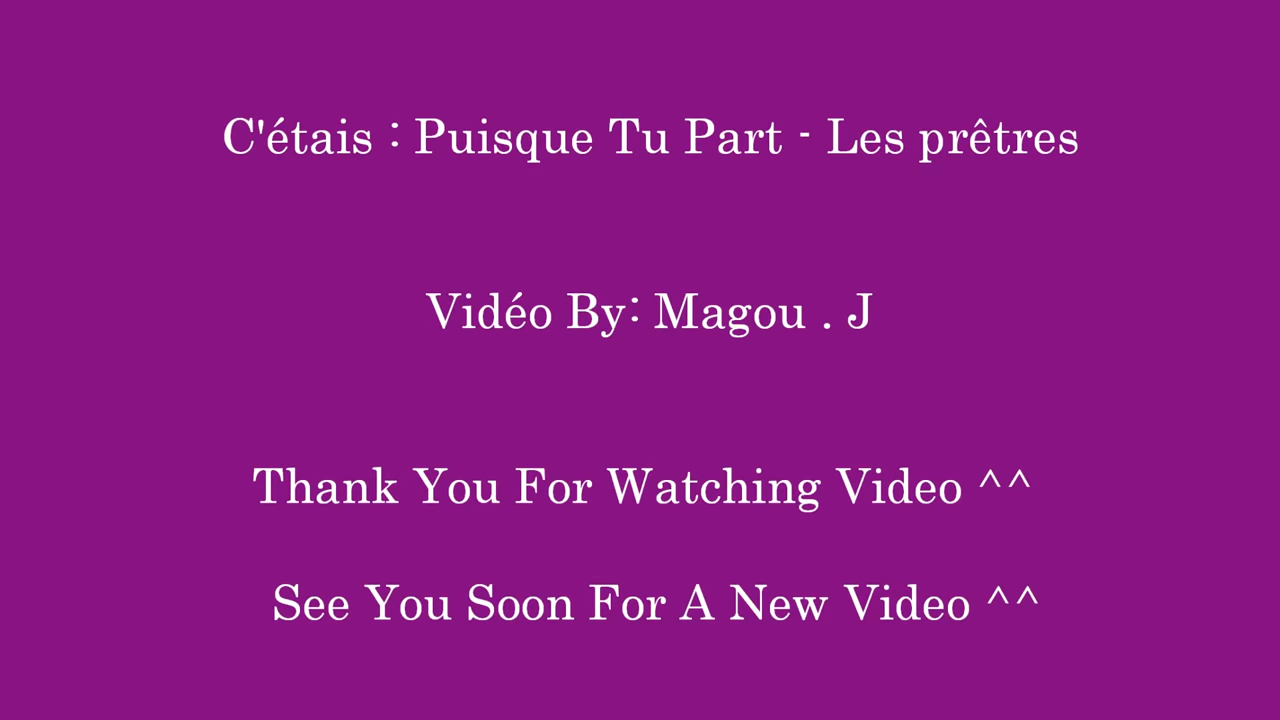 C'étais : Puisque Tu Part - Les prêtres
Vidéo By: Magou . J
Thank You For Watching Video ^^
See You Soon For A New Video ^^